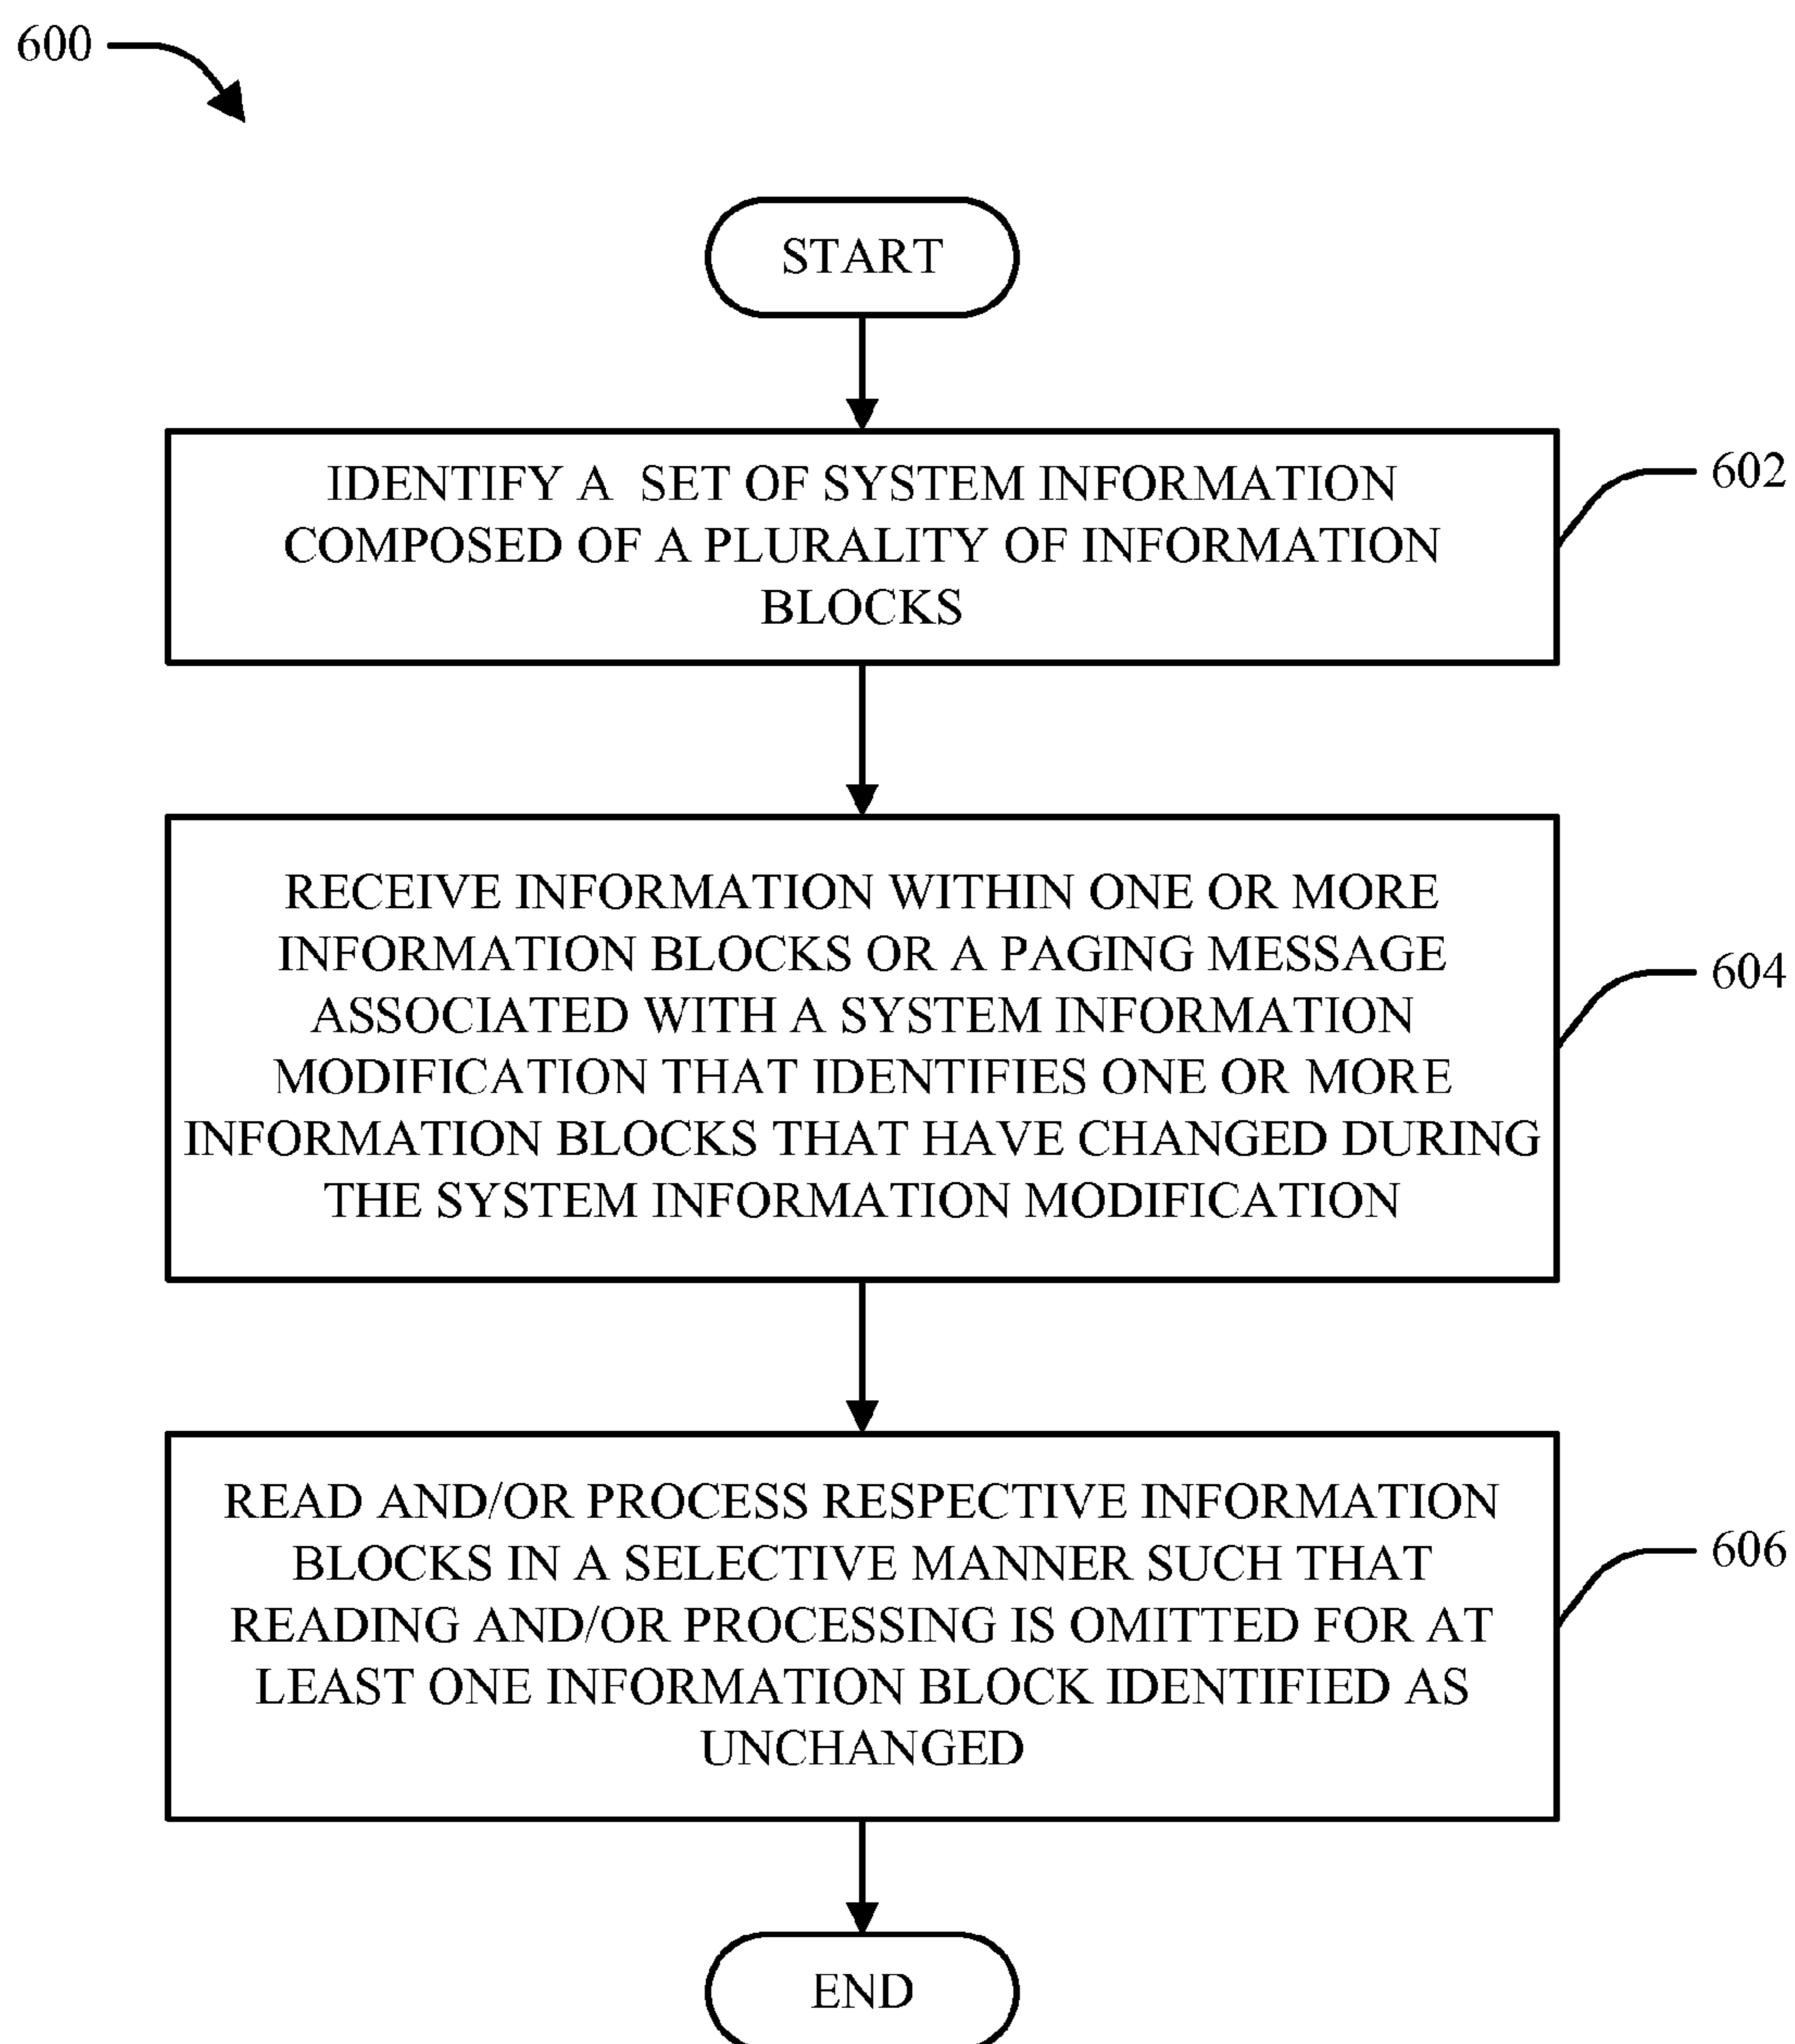 600
START
IDENTIFY A SET OF SYSTEM INFORMATION
COMPOSED OF A PLURALITY OF INFORMATION
BLOCKS
602
RECEIVE INFORMATION WITHIN ONE OR MORE
INFORMATION BLOCKS OR A PAGING MESSAGE
ASSOCIATED WITH A SYSTEM INFORMATION
MODIFICATION THAT IDENTIFIES ONE OR MORE
INFORMATION BLOCKS THAT HAVE CHANGED DURING
THE SYSTEM INFORMATION MODIFICATION
604
READ AND/OR PROCESS RESPECTIVE INFORMATION
BLOCKS IN A SELECTIVE MANNER SUCH THAT
READING AND/OR PROCESSING IS OMITTED FOR AT
LEAST ONE INFORMATION BLOCK IDENTIFIED AS
UNCHANGED
606
END